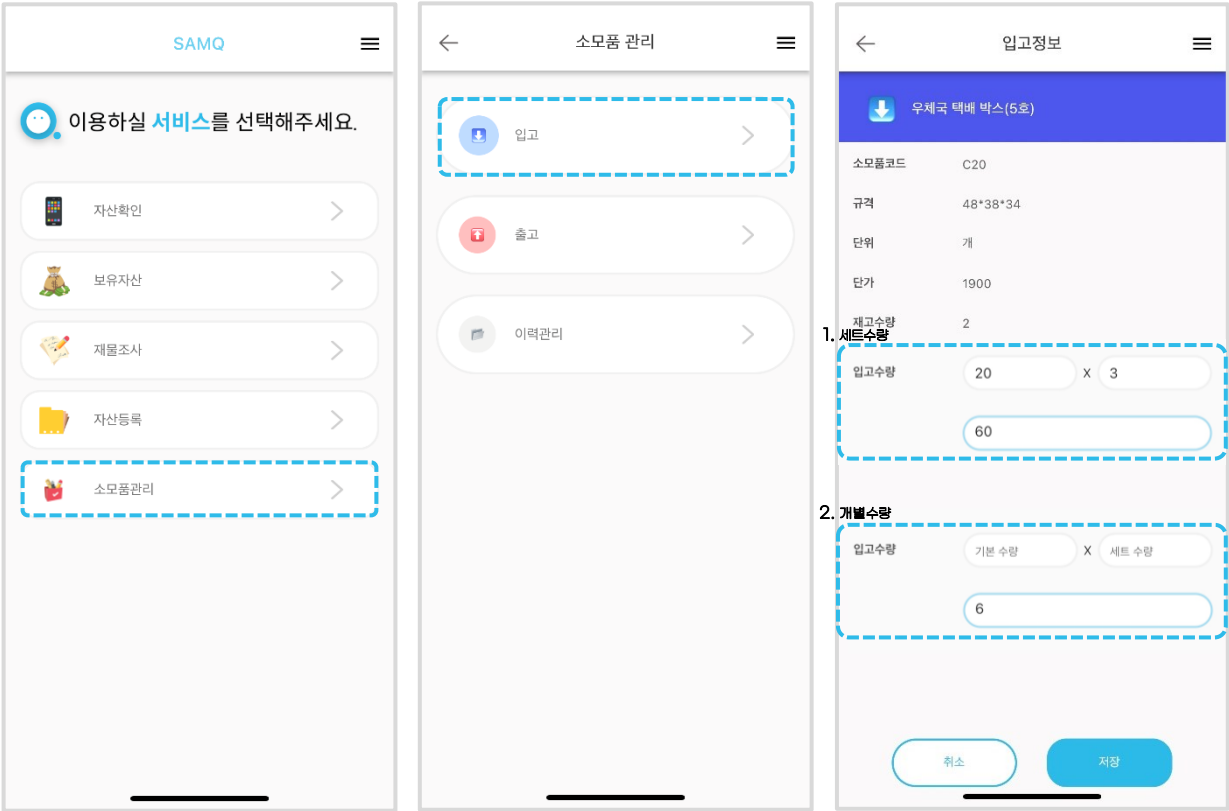 SAMQ
이용하실 서비스를 선택해주세요.
자산확인
보유자산
재물조사
자산등록
소모품관리
소모품 관리
입고
출고
이력관리
입고정보
우체국 택배 박스(5호)
소모품코드 C20
규격 48*38*34
단위 개
단가 1900
재고수량 2
1. 세트수량
입고수량 20 X 3
60
2. 개별수량
입고수량 기본 수량 X 세트 수량
6
취소 저장